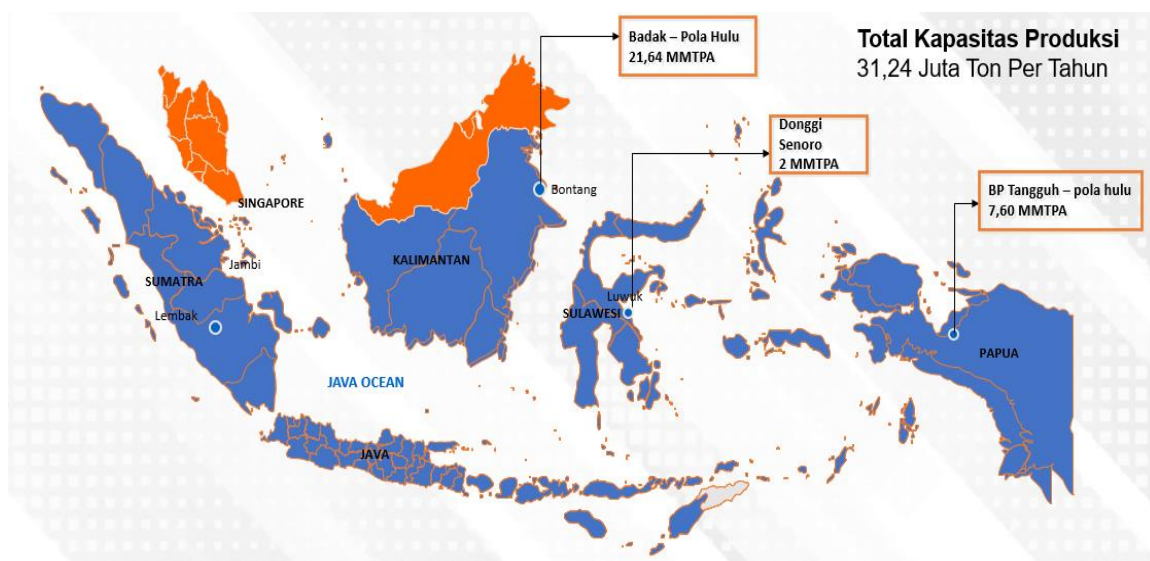 Total Kapasitas Produksi
31,24 Juta Ton Per Tahun
Badak – Pola Hulu
21,64 MMTPA
Donggi
Senoro
2 MMTPA
BP Tangguh – pola hulu
7,60 MMTPA
Bontang
SINGAPORE
KALIMANTAN
Jambi
SUMATRA
Lembak
Luwuk
SULAWESI
PAPUA
JAVA OCEAN
JAVA